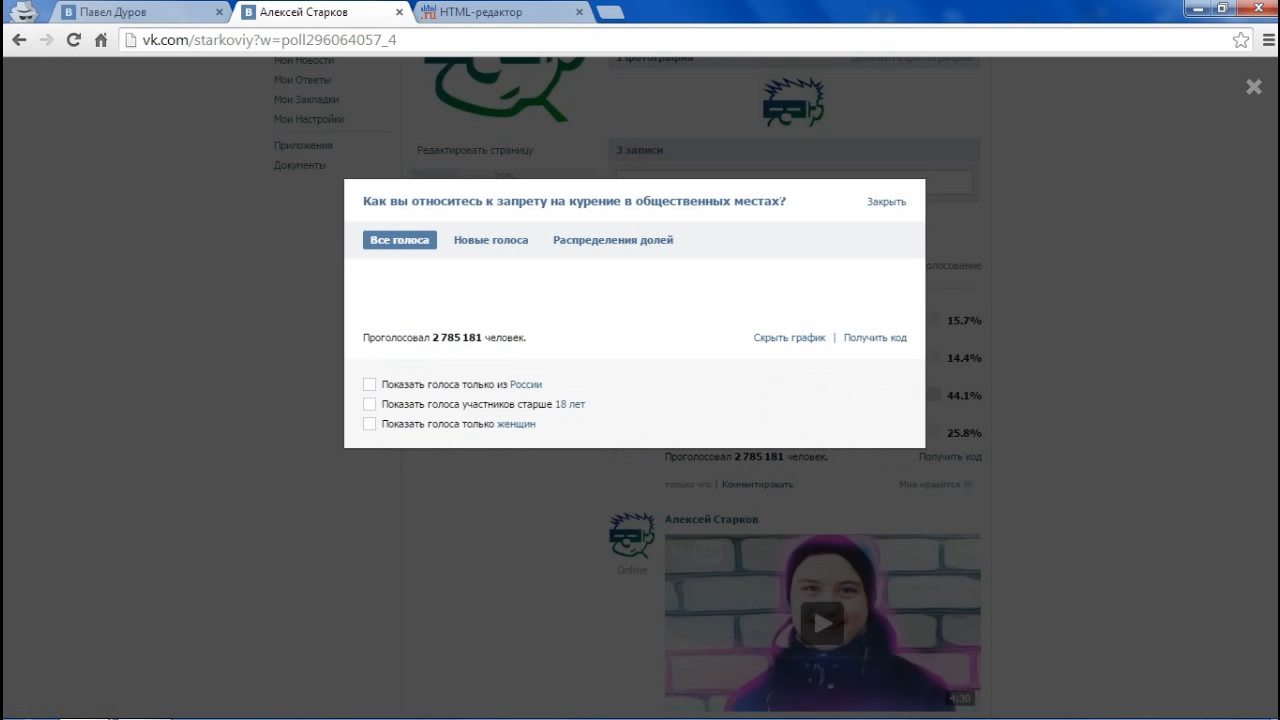 Павел Дуров
Алексей Старков
HTML-редактор
vk.com/starkoviy?w=poll296064057_4
Мои Новости
Мои Ответы
Мои Закладки
Мои Настройки
Приложения
Документы
1 фотография
Редактировать страницу
25%
3 записи
Как вы относитесь к запрету на курение в общественных местах?
Закрыть
Все голоса Новые голоса Распределения долей
Проголосовал 2 785 181 человек.
Скрыть график | Получить код
Показать голоса только из России
Показать голоса участников старше 18 лет
Показать голоса только женщин
олосование
15.7%
14.4%
44.1%
25.8%
Проголосовал 2 785 181 человек.
Получить код
только что | Комментировать
Мне нравится
Алексей Старков
Online
4:30